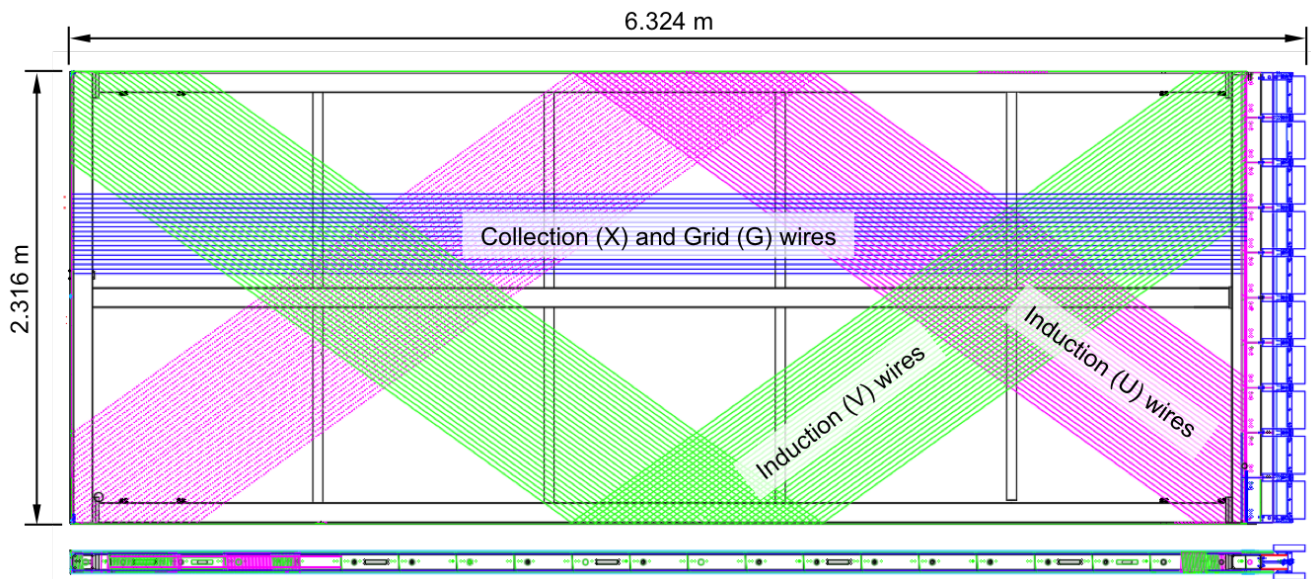 6.324 m
2.316 m
Collection (X) and Grid (G) wires
Induction (V) wires
Induction (U) wires